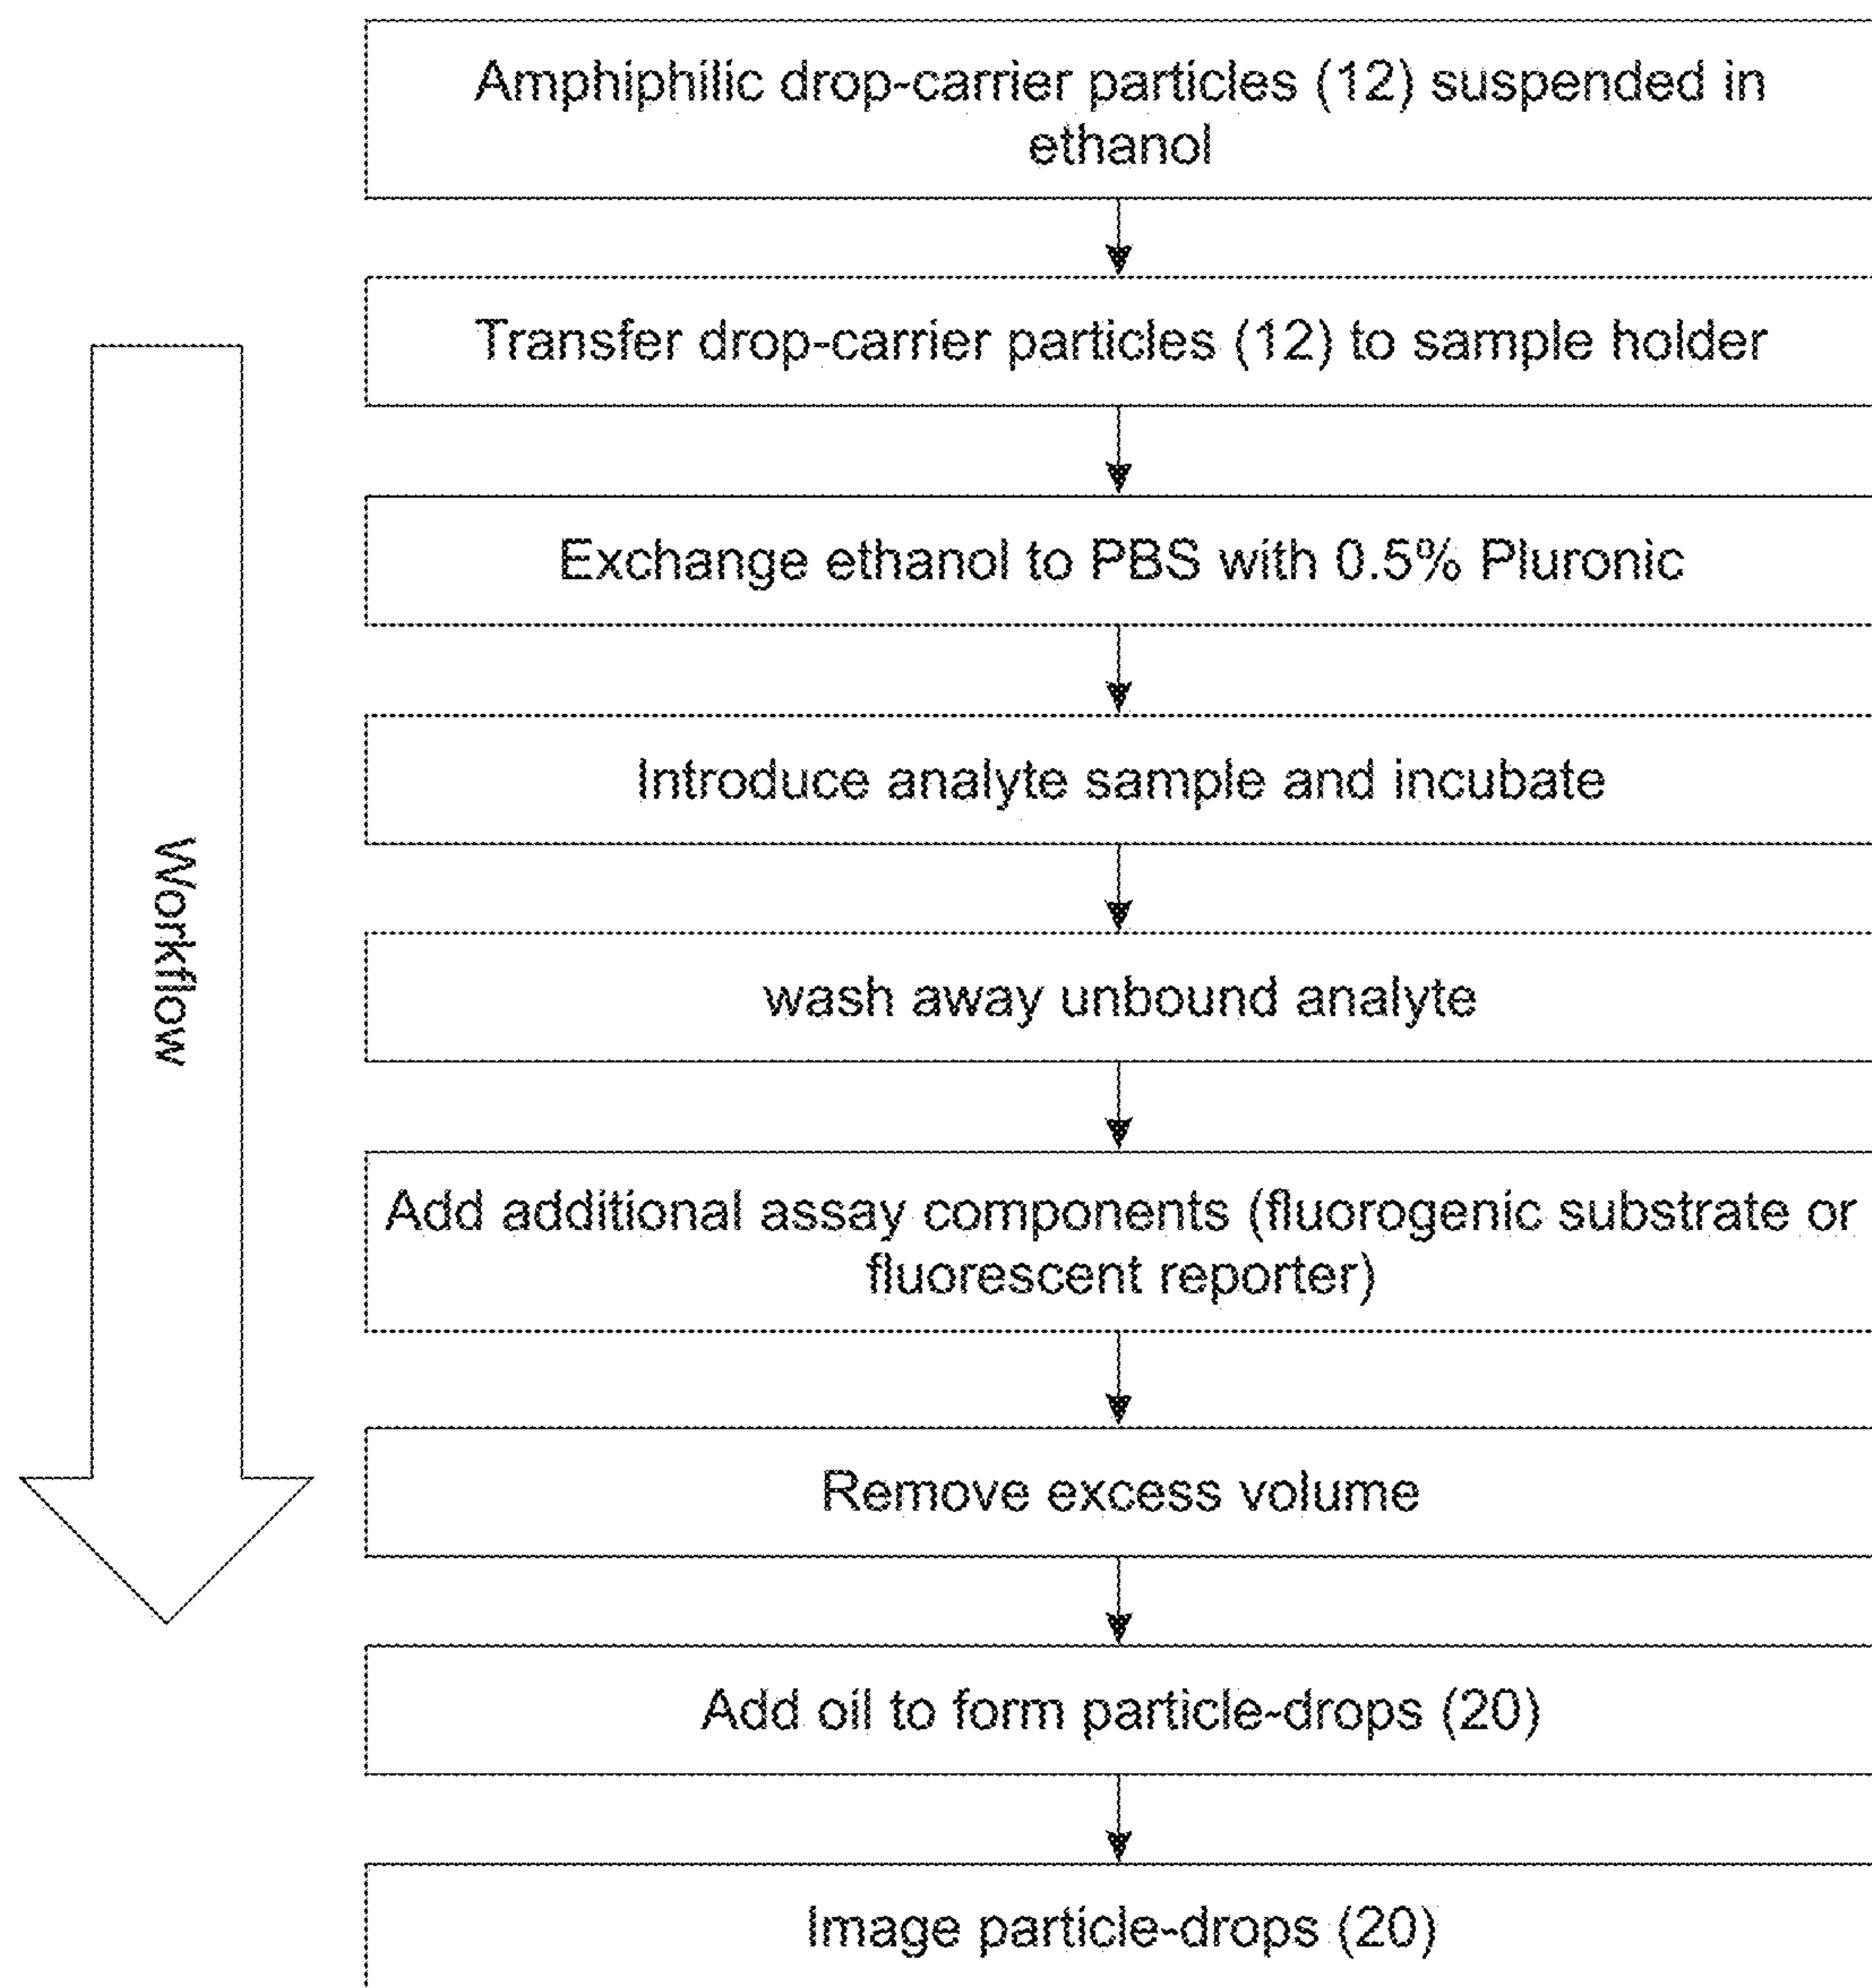 Amphiphilic drop-carrier particles (12) suspended in
ethanol
Transfer drop-carrier particles (12) to sample holder
Exchange ethanol to PBS with 0.5% Pluronic
Introduce analyte sample and incubate
wash away unbound analyte
Add additional assay components (fluorogenic substrate or
fluorescent reporter)
Remove excess volume
Add oil to form particle-drops (20)
Image particle-drops (20)
Workflow